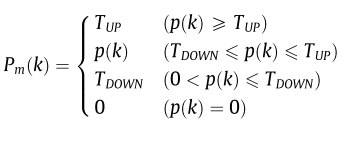 T_UP (p(k) ⩾ T_UP)
P_m(k) = { p(k) (T_DOWN ⩽ p(k) ⩽ T_UP)
T_DOWN (0 < p(k) ⩽ T_DOWN)
0 (p(k) = 0)